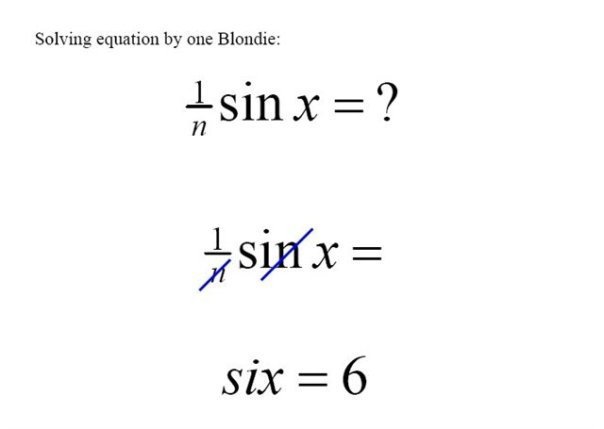 Solving equation by one Blondie:
1/n sin x = ?
1/n sin x =
six = 6